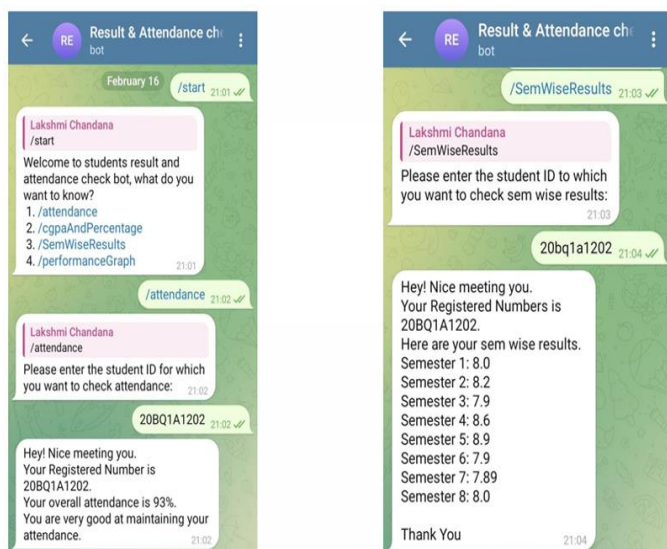 RE
Result & Attendance ch
bot
February 16
/start 21:01
Lakshmi Chandana
/start
Welcome to students result and
attendance check bot, what do you
want to know?
1. /attendance
2. /cgpaAndPercentage
3. /SemWiseResults
4. /performanceGraph
21:01
/attendance 21:02
Lakshmi Chandana
/attendance
Please enter the student ID for which
you want to check attendance: 21:02
20BQ1A1202 21:02
Hey! Nice meeting you.
Your Registered Number is
20BQ1A1202.
Your overall attendance is 93%.
You are very good at maintaining your
attendance. 21:02
RE
Result & Attendance che
bot
/SemWiseResults 21:03
Lakshmi Chandana
/SemWiseResults
Please enter the student ID to which
you want to check sem wise results:
21:03
20bq1a1202 21:04
Hey! Nice meeting you.
Your Registered Numbers is
20BQ1A1202.
Here are your sem wise results.
Semester 1: 8.0
Semester 2: 8.2
Semester 3: 7.9
Semester 4: 8.6
Semester 5: 8.9
Semester 6: 7.9
Semester 7: 7.89
Semester 8: 8.0
Thank You 21:04